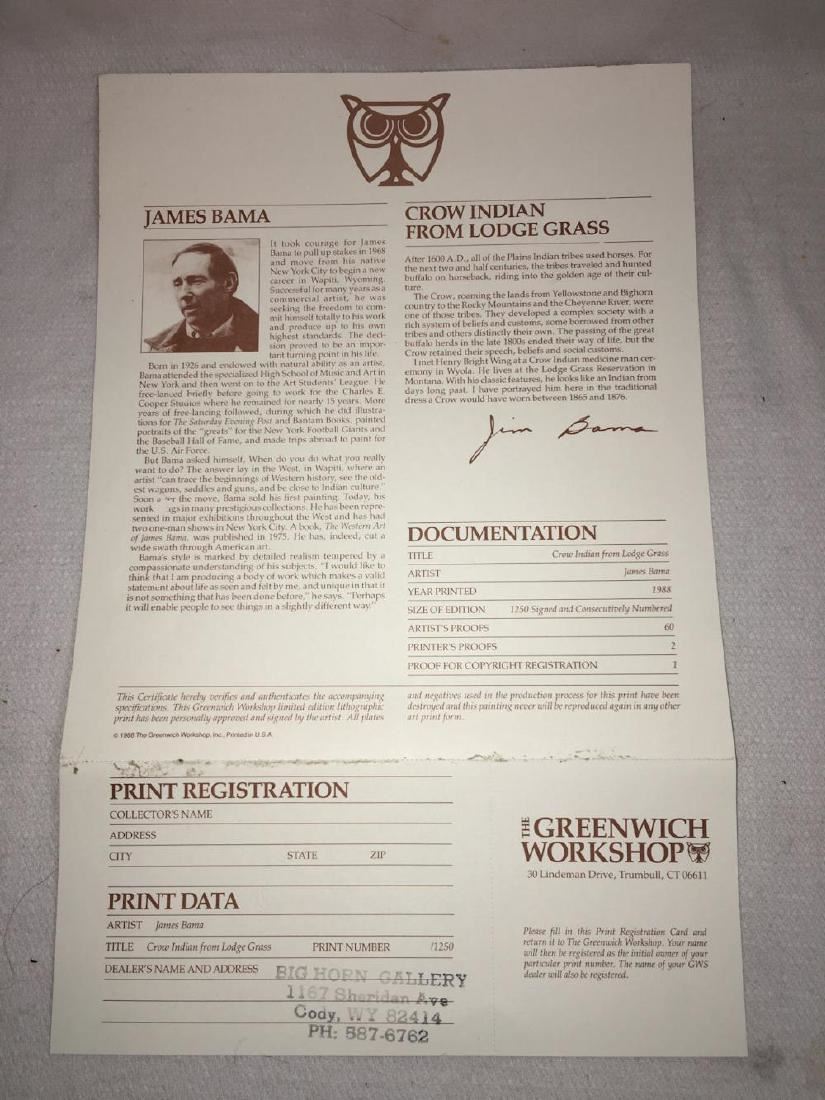 JAMES BAMA
It took courage for James
Bama to pull up stakes in 1968
and move from his native
New York City to begin a new
career in Wapiti, Wyoming.
Successful for many years as a
commercial artist, he was
seeking the freedom to com-
mit himself totally to his work
and produce up to his own
highest standards. The deci-
sion proved to be an impor-
tant turning point in his life.
Born in 1926 and endowed with natural ability as an artist,
Bama attended the specialized High School of Music and Art in
New York and then went on to the Art Students' League. He
free-lanced briefly before going to work for the Charles E.
Cooper Studios where he remained for nearly 15 years. More
years of free-lancing followed, during which he did illustra-
tions for The Saturday Evening Post and Bantam Books, painted
portraits of the "greats" for the New York Football Giants and
the Baseball Hall of Fame, and made trips abroad to paint for
the U.S. Air Force.
But Bama asked himself, When do you do what you really
want to do? The answer lay in the West, in Wapiti, where an
artist "can trace the beginnings of Western history, see the old-
est wagons, saddles and guns, and be close to Indian culture."
Soon the move, Bama sold his first painting. Today, his
work in many prestigious collections. He has been repre-
sented in major exhibitions throughout the West and has had
two one-man shows in New York City. A book, The Western Art
of James Bama, was published in 1975. He has, indeed, cut a
wide swath through American art.
Bama's style is marked by detailed realism tempered by a
compassionate understanding of his subjects. "I would like to
think that I am producing a body of work which makes a valid
statement about life as seen and felt by me, and unique in that it
is not something that has been done before," he says. "Perhaps
it will enable people to see things in a slightly different way."
CROW INDIAN
FROM LODGE GRASS
After 1600 A.D., all of the Plains Indian tribes used horses. For
the next two and half centuries, the tribes traveled and hunted
buffalo on horseback, riding into the golden age of their cul-
ture.
The Crow, roaming the lands from Yellowstone and Bighorn
country to the Rocky Mountains and the Cheyenne River, were
one of those tribes. They developed a complex society with a
rich system of beliefs and customs, some borrowed from other
tribes and others distinctly their own. The passing of the great
buffalo herds in the late 1800s ended their way of life, but the
Crow retained their speech, beliefs and social customs.
I met Henry Bright Wing at a Crow Indian medicine man cer-
emony in Wyola. He lives at the Lodge Grass Reservation in
Montana. With his classic features, he looks like an Indian from
days long past. I have portrayed him here in the traditional
dress a Crow would have worn between 1865 and 1876.
Jim Bama
DOCUMENTATION
TITLE Crow Indian from Lodge Grass
ARTIST James Bama
YEAR PRINTED 1988
SIZE OF EDITION 1250 Signed and Consecutively Numbered
ARTIST'S PROOFS 60
PRINTER'S PROOFS 2
PROOF FOR COPYRIGHT REGISTRATION 1
This Certificate hereby verifies and authenticates the accompanying
specifications. This Greenwich Workshop limited edition lithographic
print has been personally approved and signed by the artist. All plates
and negatives used in the production process for this print have been
destroyed and this painting never will be reproduced again in any other
art print form.
© 1988 The Greenwich Workshop, Inc., Printed in U.S.A.
PRINT REGISTRATION
COLLECTOR'S NAME
ADDRESS
CITY STATE ZIP
PRINT DATA
ARTIST James Bama
TITLE Crow Indian from Lodge Grass PRINT NUMBER /1250
DEALER'S NAME AND ADDRESS BIG HORN GALLERY
1167 Sheridan Ave
Cody, WY 82414
PH: 587-6762
THE GREENWICH
WORKSHOP
30 Lindeman Drive, Trumbull, CT 06611
Please fill in this Print Registration Card and
return it to The Greenwich Workshop. Your name
will then be registered as the initial owner of your
particular print number. The name of your GWS
dealer will also be registered.